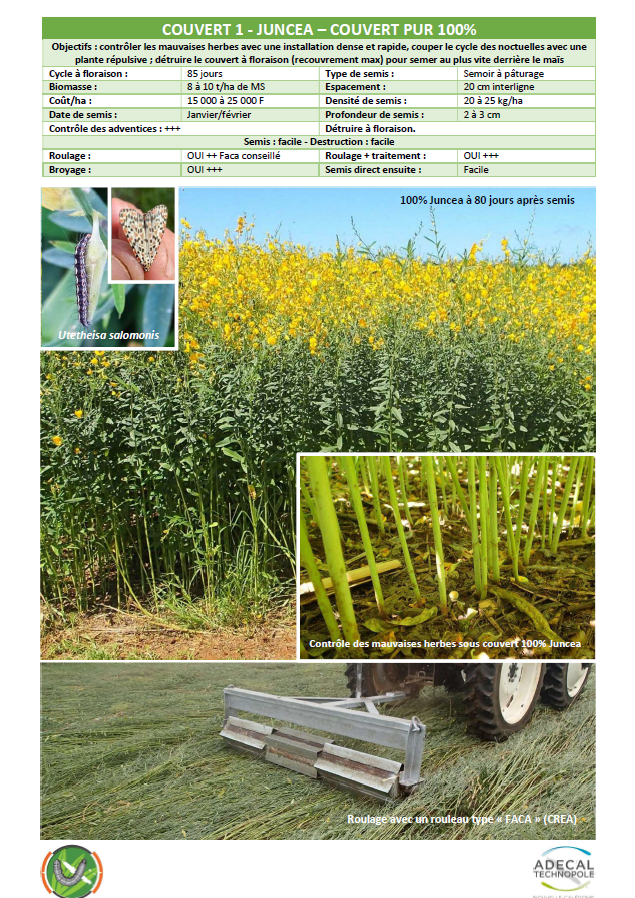 COUVERT 1 - JUNCEA – COUVERT PUR 100%
Objectifs : contrôler les mauvaises herbes avec une installation dense et rapide, couper le cycle des noctuelles avec une
plante répulsive ; détruire le couvert à floraison (recouvrement max) pour semer au plus vite derrière le maïs
Cycle à floraison : 85 jours Type de semis : Semoir à pâturage
Biomasse : 8 à 10 t/ha de MS Espacement : 20 cm interligne
Coût/ha : 15 000 à 25 000 F Densité de semis : 20 à 25 kg/ha
Date de semis : Janvier/février Profondeur de semis : 2 à 3 cm
Contrôle des adventices : +++ Détruire à floraison.
Semis : facile - Destruction : facile
Roulage : OUI ++ Faca conseillé Roulage + traitement : OUI +++
Broyage : OUI +++ Semis direct ensuite : Facile
100% Juncea à 80 jours après semis
Utetheisa salomonis
Contrôle des mauvaises herbes sous couvert 100% Juncea
Roulage avec un rouleau type « FACA » (CREA)
ADECAL
TECHNOPOLE